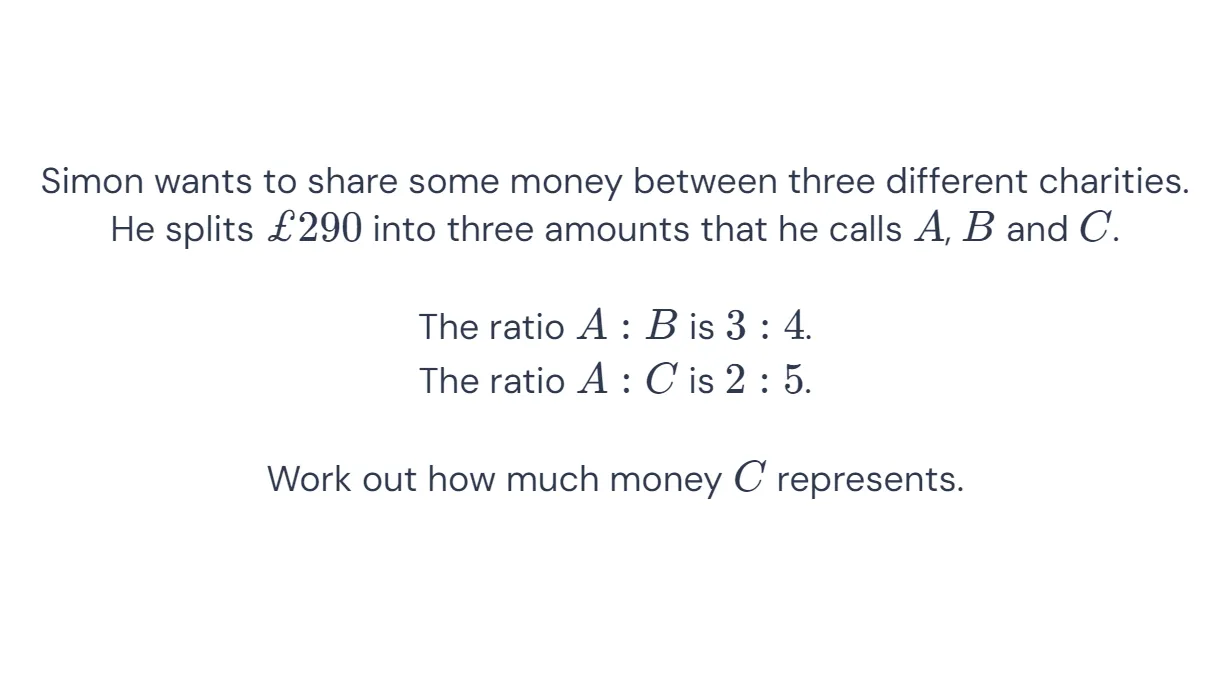 Simon wants to share some money between three different charities.
He splits £290 into three amounts that he calls A, B and C.
The ratio A : B is 3 : 4.
The ratio A : C is 2 : 5.
Work out how much money C represents.